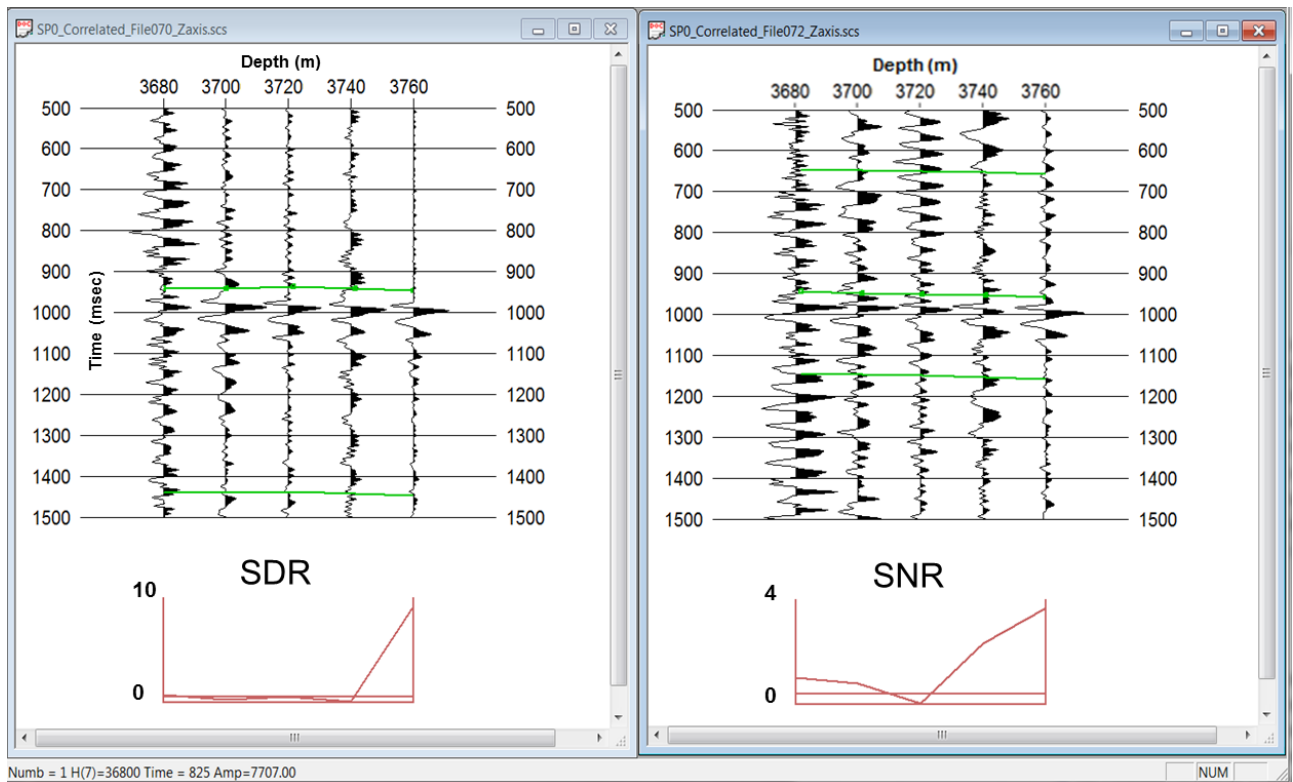 SP0_Correlated_File070_Zaxis.scs
Depth (m)
3680 3700 3720 3740 3760
500 500
600 600
700 700
800 800
900 900
1000 1000
1100 1100
1200 1200
1300 1300
1400 1400
1500 1500
Time (msec)
SDR
10
0
SP0_Correlated_File072_Zaxis.scs
Depth (m)
3680 3700 3720 3740 3760
500 500
600 600
700 700
800 800
900 900
1000 1000
1100 1100
1200 1200
1300 1300
1400 1400
1500 1500
SNR
4
0
Numb = 1 H(7)=36800 Time = 825 Amp=7707.00
NUM